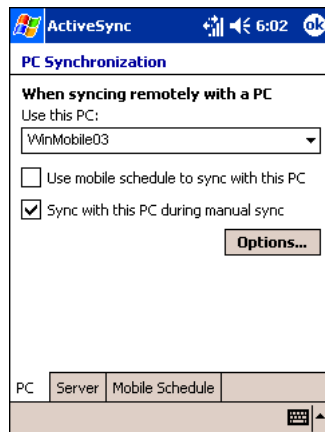 ActiveSync 6:02 ok
PC Synchronization
When syncing remotely with a PC
Use this PC:
WinMobile03
Use mobile schedule to sync with this PC
Sync with this PC during manual sync
Options...
PC Server Mobile Schedule